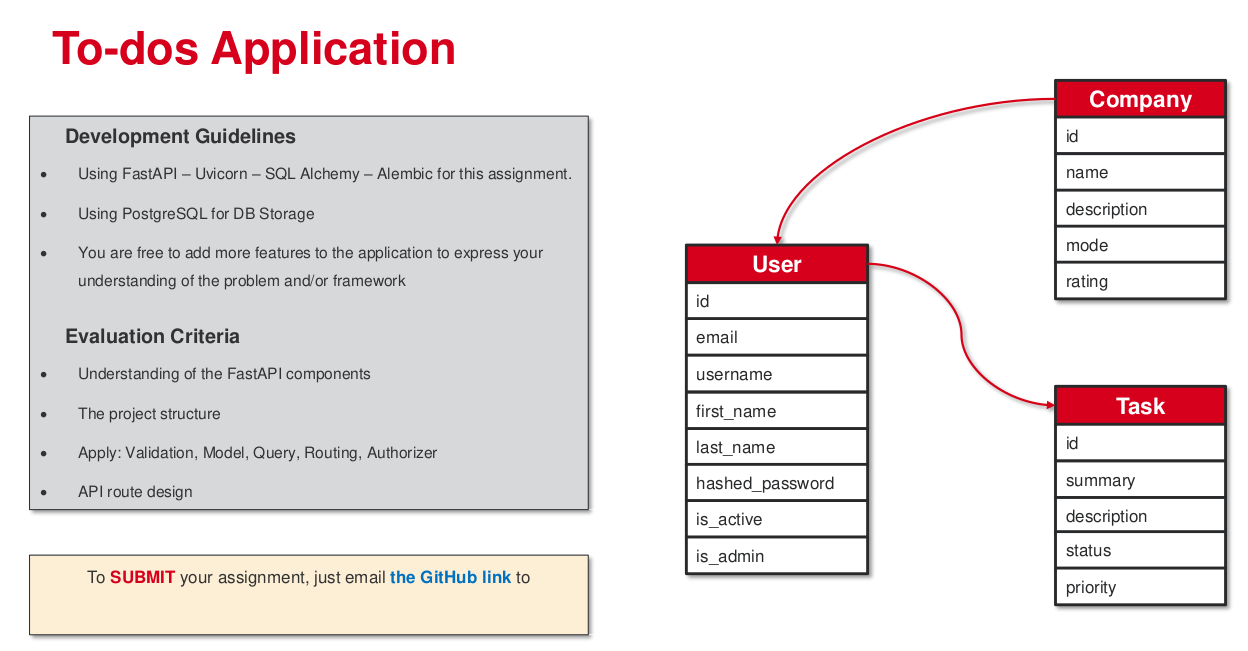 To-dos Application
Development Guidelines
• Using FastAPI – Uvicorn – SQL Alchemy – Alembic for this assignment.
• Using PostgreSQL for DB Storage
• You are free to add more features to the application to express your
understanding of the problem and/or framework
Evaluation Criteria
• Understanding of the FastAPI components
• The project structure
• Apply: Validation, Model, Query, Routing, Authorizer
• API route design
To SUBMIT your assignment, just email the GitHub link to
Company
id
name
description
mode
rating
User
id
email
username
first_name
last_name
hashed_password
is_active
is_admin
Task
id
summary
description
status
priority